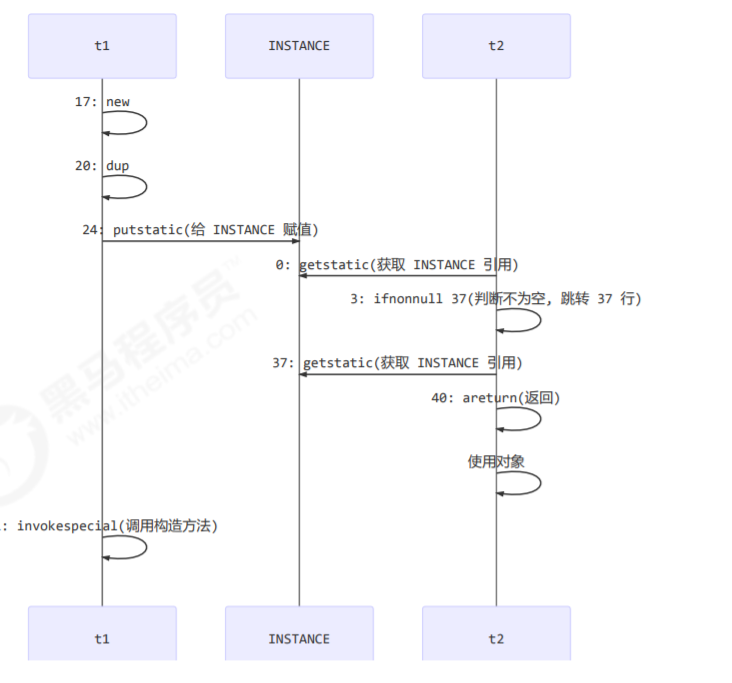 t1 INSTANCE t2
17: new
20: dup
24: putstatic(给 INSTANCE 赋值)
0: getstatic(获取 INSTANCE 引用)
3: ifnonnull 37(判断不为空, 跳转 37 行)
37: getstatic(获取 INSTANCE 引用)
40: areturn(返回)
使用对象
: invokespecial(调用构造方法)
t1 INSTANCE t2
黑马程序员™
www.itheima.com